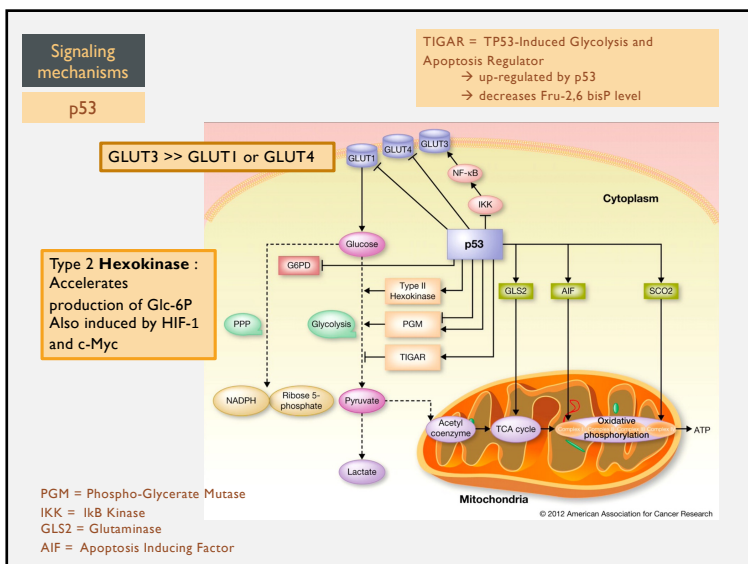 Signaling
mechanisms
p53
TIGAR = TP53-Induced Glycolysis and
Apoptosis Regulator
→ up-regulated by p53
→ decreases Fru-2,6 bisP level
GLUT3 >> GLUT1 or GLUT4
GLUT1
GLUT4
GLUT3
NF-κB
IKK
Cytoplasm
Type 2 Hexokinase :
Accelerates
production of Glc-6P
Also induced by HIF-1
and c-Myc
Glucose
p53
G6PD
Type II
Hexokinase
GLS2
AIF
SCO2
PPP
Glycolysis
PGM
TIGAR
NADPH
Ribose 5-
phosphate
Pyruvate
Acetyl
coenzyme
TCA cycle
Oxidative
phosphorylation
ATP
Lactate
Mitochondria
PGM = Phospho-Glycerate Mutase
IKK = IkB Kinase
GLS2 = Glutaminase
AIF = Apoptosis Inducing Factor
© 2012 American Association for Cancer Research